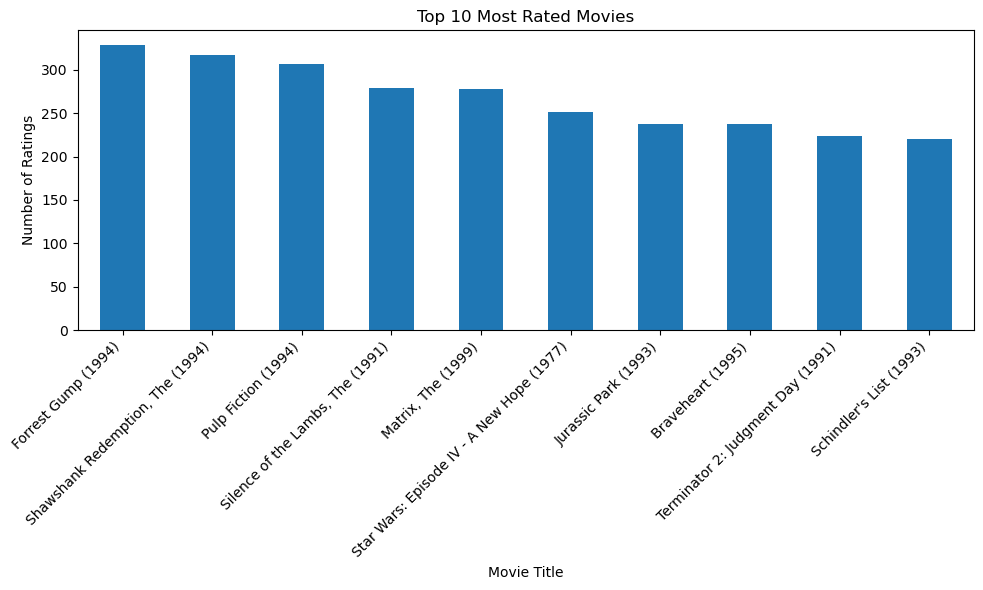 Top 10 Most Rated Movies
Number of Ratings
300
250
200
150
100
50
0
Forrest Gump (1994)
Shawshank Redemption, The (1994)
Pulp Fiction (1994)
Silence of the Lambs, The (1991)
Matrix, The (1999)
Star Wars: Episode IV - A New Hope (1977)
Jurassic Park (1993)
Braveheart (1995)
Terminator 2: Judgment Day (1991)
Schindler's List (1993)
Movie Title